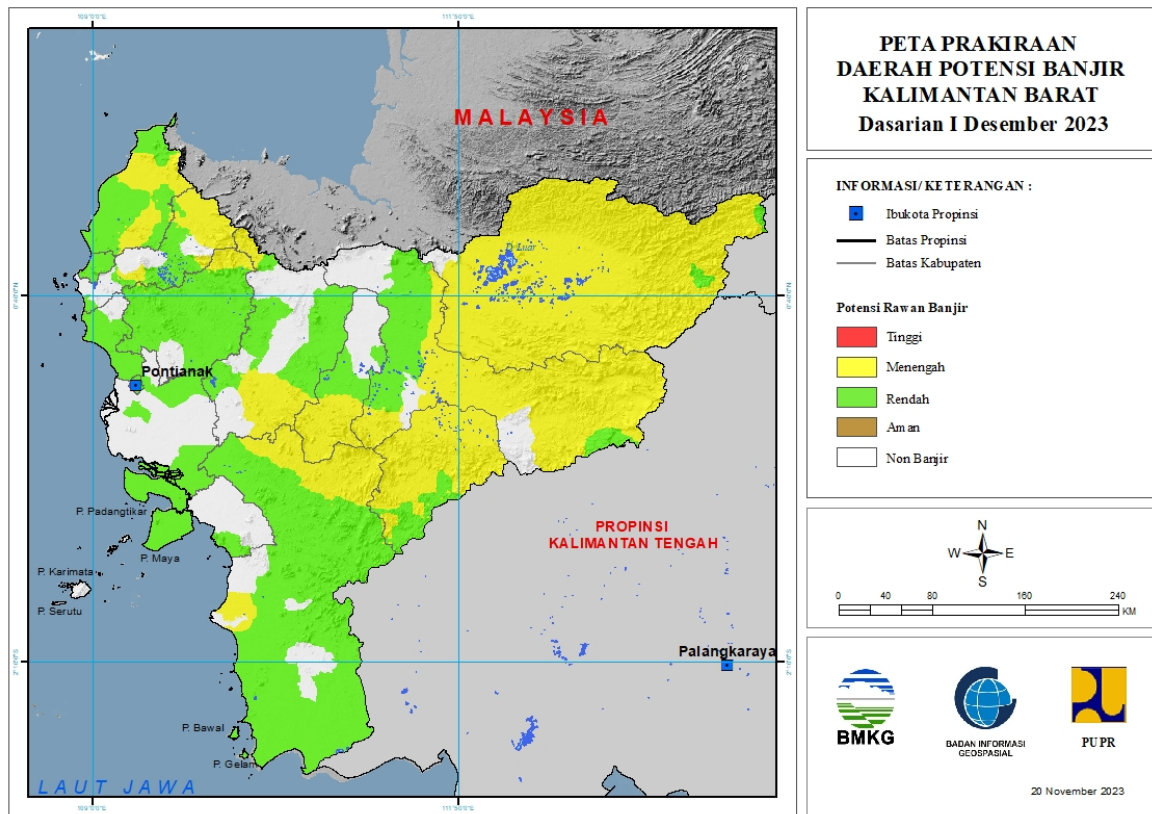 PETA PRAKIRAAN
DAERAH POTENSI BANJIR
KALIMANTAN BARAT
Dasarian I Desember 2023
INFORMASI/ KETERANGAN :
Ibukota Propinsi
Batas Propinsi
Batas Kabupaten
Potensi Rawan Banjir
Tinggi
Menengah
Rendah
Aman
Non Banjir
N
W E
S
0 40 80 160 240
KM
BMKG
BADAN INFORMASI
GEOSPASIAL
PUPR
20 November 2023
MALAYSIA
D. Luar
Pontianak
P. Padangtikar
P. Maya
P. Karimata
P. Serutu
PROPINSI
KALIMANTAN TENGAH
Palangkaraya
P. Bawal
P. Gelam
LAUT JAWA